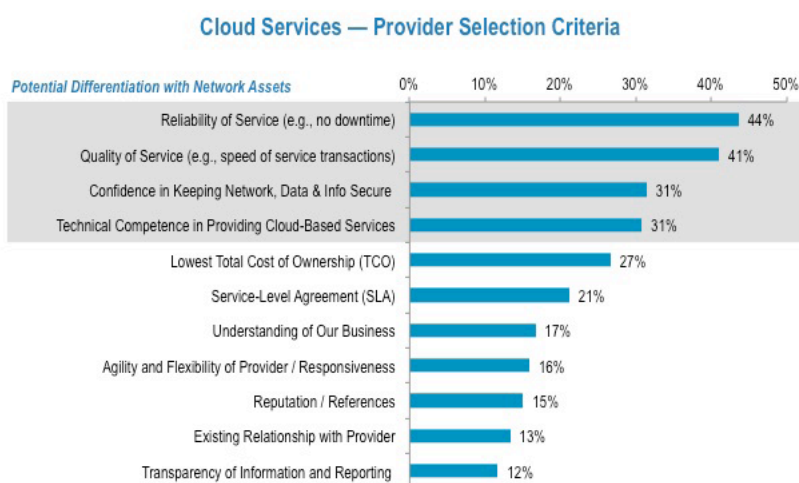 Cloud Services — Provider Selection Criteria
Potential Differentiation with Network Assets
0% 10% 20% 30% 40% 50%
Reliability of Service (e.g., no downtime) 44%
Quality of Service (e.g., speed of service transactions) 41%
Confidence in Keeping Network, Data & Info Secure 31%
Technical Competence in Providing Cloud-Based Services 31%
Lowest Total Cost of Ownership (TCO) 27%
Service-Level Agreement (SLA) 21%
Understanding of Our Business 17%
Agility and Flexibility of Provider / Responsiveness 16%
Reputation / References 15%
Existing Relationship with Provider 13%
Transparency of Information and Reporting 12%